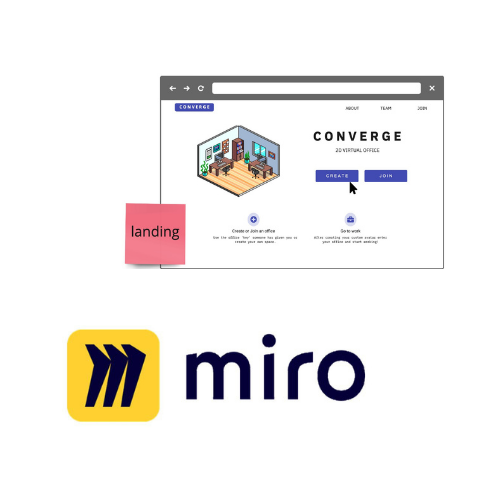 CONVERGE
ABOUT TEAM JOIN
CONVERGE
2D VIRTUAL OFFICE
CREATE JOIN
landing
Create or Join an office
Use the office 'key' someone has given you or
create your own space
Go to work
After creating your custom avatar enter
your office and start working!
miro